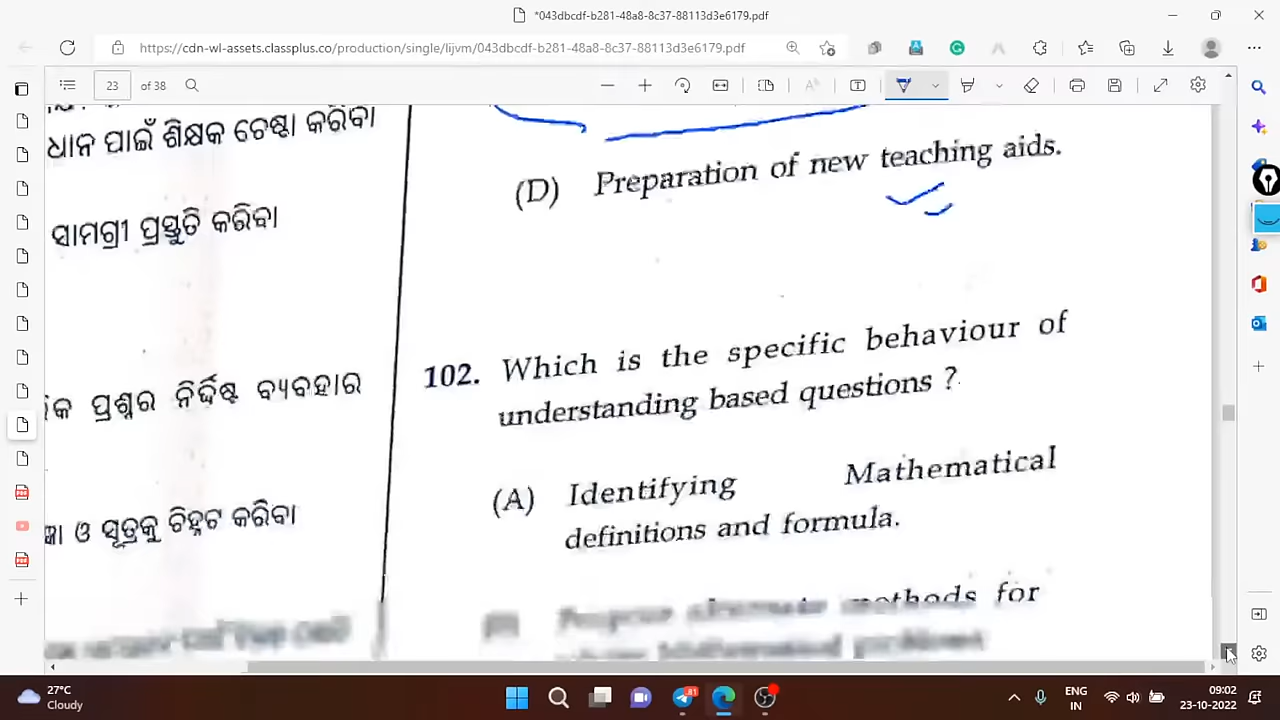 *043dbcdf-b281-48a8-8c37-88113d3e6179.pdf
https://cdn-wl-assets.classplus.co/production/single/lijvm/043dbcdf-b281-48a8-8c37-88113d3e6179.pdf
23 of 38
ଧାନ ପାଇଁ ଶିକ୍ଷକ ଚେଷ୍ଟା କରିବା
ସାମଗ୍ରୀ ପ୍ରସ୍ତୁତି କରିବା
ପ୍ରଶ୍ନର ନିର୍ଦ୍ଦିଷ୍ଟ ବ୍ୟବହାର
ଓ ସୂତ୍ରକୁ ଚିହ୍ନଟ କରିବା
(D) Preparation of new teaching aids.
102. Which is the specific behaviour of
understanding based questions ?
(A) Identifying Mathematical
definitions and formula.
methods for
81
27°C
Cloudy
ENG
IN
09:02
23-10-2022